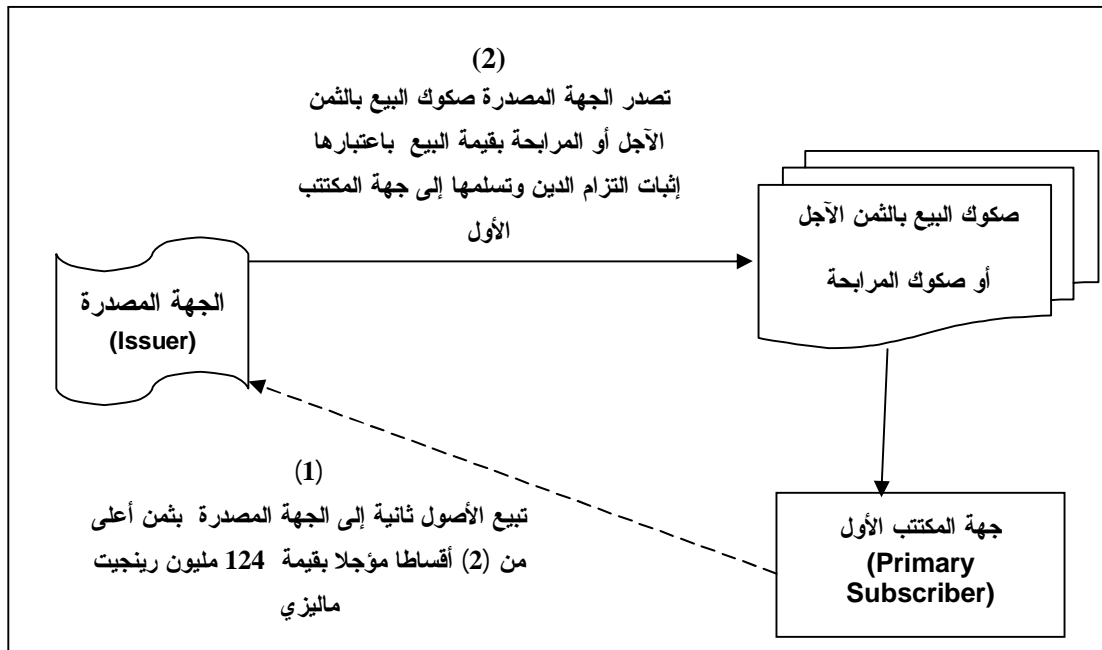 (2)
تصدر الجهة المصدرة صكوك البيع بالثمن
الآجل أو المرابحة بقيمة البيع باعتبارها
إثبات التزام الدين وتسلمها إلى جهة المكتتب
الأول
صكوك البيع بالثمن الآجل
أو صكوك المرابحة
الجهة المصدرة
(Issuer)
(1)
تبيع الأصول ثانية إلى الجهة المصدرة بثمن أعلى
من (2) أقساطا مؤجلا بقيمة 124 مليون رينجيت
ماليزي
جهة المكتتب الأول
(Primary
Subscriber)